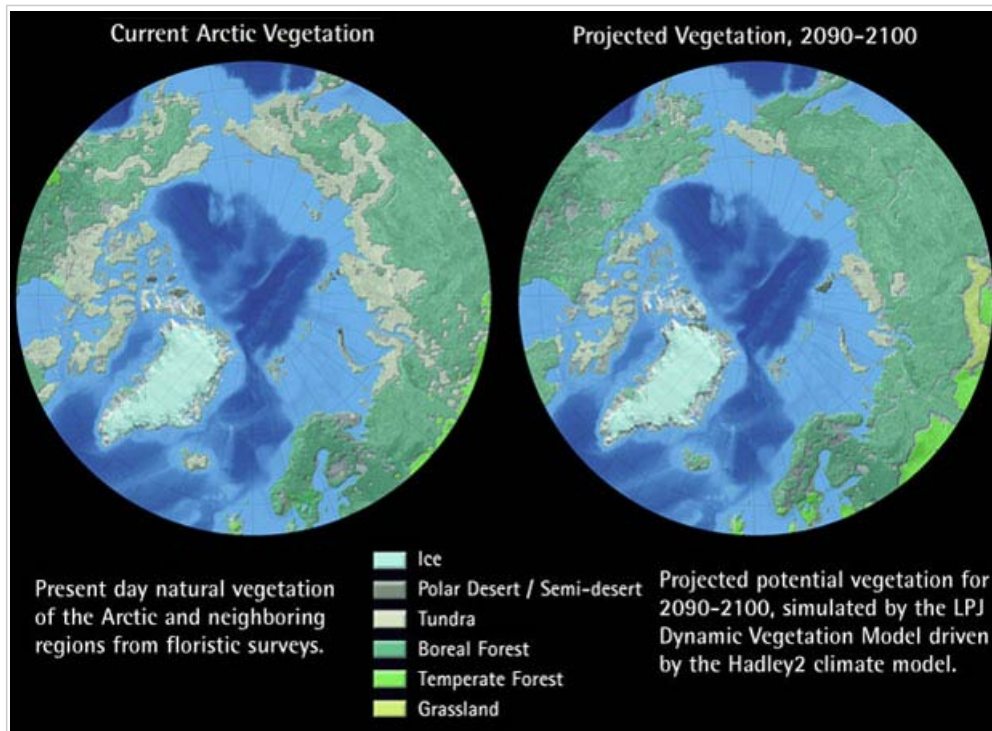 Current Arctic Vegetation
Projected Vegetation, 2090-2100
Present day natural vegetation
of the Arctic and neighboring
regions from floristic surveys.
Ice
Polar Desert / Semi-desert
Tundra
Boreal Forest
Temperate Forest
Grassland
Projected potential vegetation for
2090-2100, simulated by the LPJ
Dynamic Vegetation Model driven
by the Hadley2 climate model.